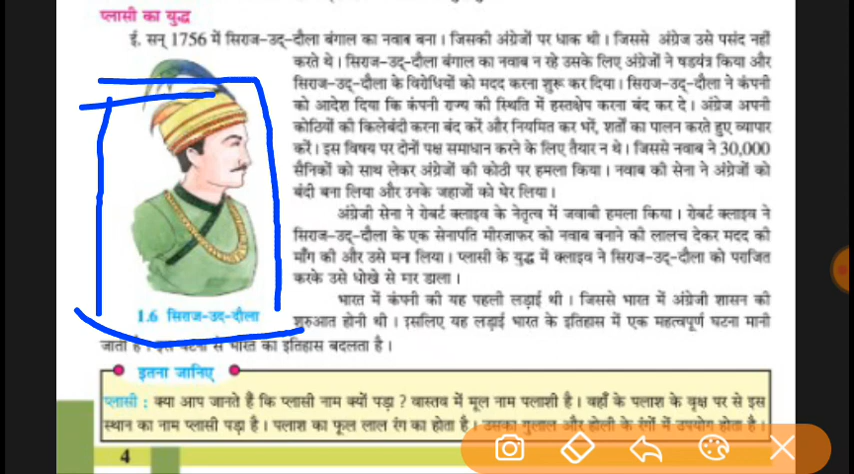 प्लासी का युद्ध
ई. सन् 1756 में सिराज-उद्-दौला बंगाल का नवाब बना । जिसकी अंग्रेजों पर धाक थी । जिससे अंग्रेज उसे पसंद नहीं
करते थे । सिराज-उद्-दौला बंगाल का नवाब न रहे उसके लिए अंग्रेजों ने षडयंत्र किया और
सिराज-उद्-दौला के विरोधियों को मदद करना शुरू कर दिया । सिराज-उद्-दौला ने कंपनी
को आदेश दिया कि कंपनी राज्य की स्थिति में हस्तक्षेप करना बंद कर दे । अंग्रेज अपनी
कोठियों की किलेबंदी करना बंद करें और नियमित कर भरें, शर्तों का पालन करते हुए व्यापार
करें । इस विषय पर दोनों पक्ष समाधान करने के लिए तैयार न थे । जिससे नवाब ने 30,000
सैनिकों को साथ लेकर अंग्रेजों की कोठी पर हमला किया । नवाब की सेना ने अंग्रेजों को
बंदी बना लिया और उनके जहाजों को घेर लिया ।
अंग्रेजी सेना ने रोबर्ट क्लाइव के नेतृत्व में जवाबी हमला किया । रोबर्ट क्लाइव ने
सिराज-उद्-दौला के एक सेनापति मीरजाफर को नवाब बनाने की लालच देकर मदद की
माँग की और उसे मना लिया । प्लासी के युद्ध में क्लाइव ने सिराज-उद्-दौला को पराजित
करके उसे धोखे से मार डाला ।
1.6 सिराज-उद-दौला
भारत में कंपनी की यह पहली लड़ाई थी । जिससे भारत में अंग्रेजी शासन की
शुरुआत होनी थी । इसलिए यह लड़ाई भारत के इतिहास में एक महत्वपूर्ण घटना मानी
जाती है । इस घटना से भारत का इतिहास बदलता है ।
इतना जानिए
प्लासी : क्या आप जानते हैं कि प्लासी नाम क्यों पड़ा ? वास्तव में मूल नाम पलाशी है । वहाँ के पलाश के वृक्ष पर से इस
स्थान का नाम प्लासी पड़ा है । पलाश का फूल लाल रंग का होता है । उसका गुलाल और होली के रंगों में उपयोग होता है ।
4